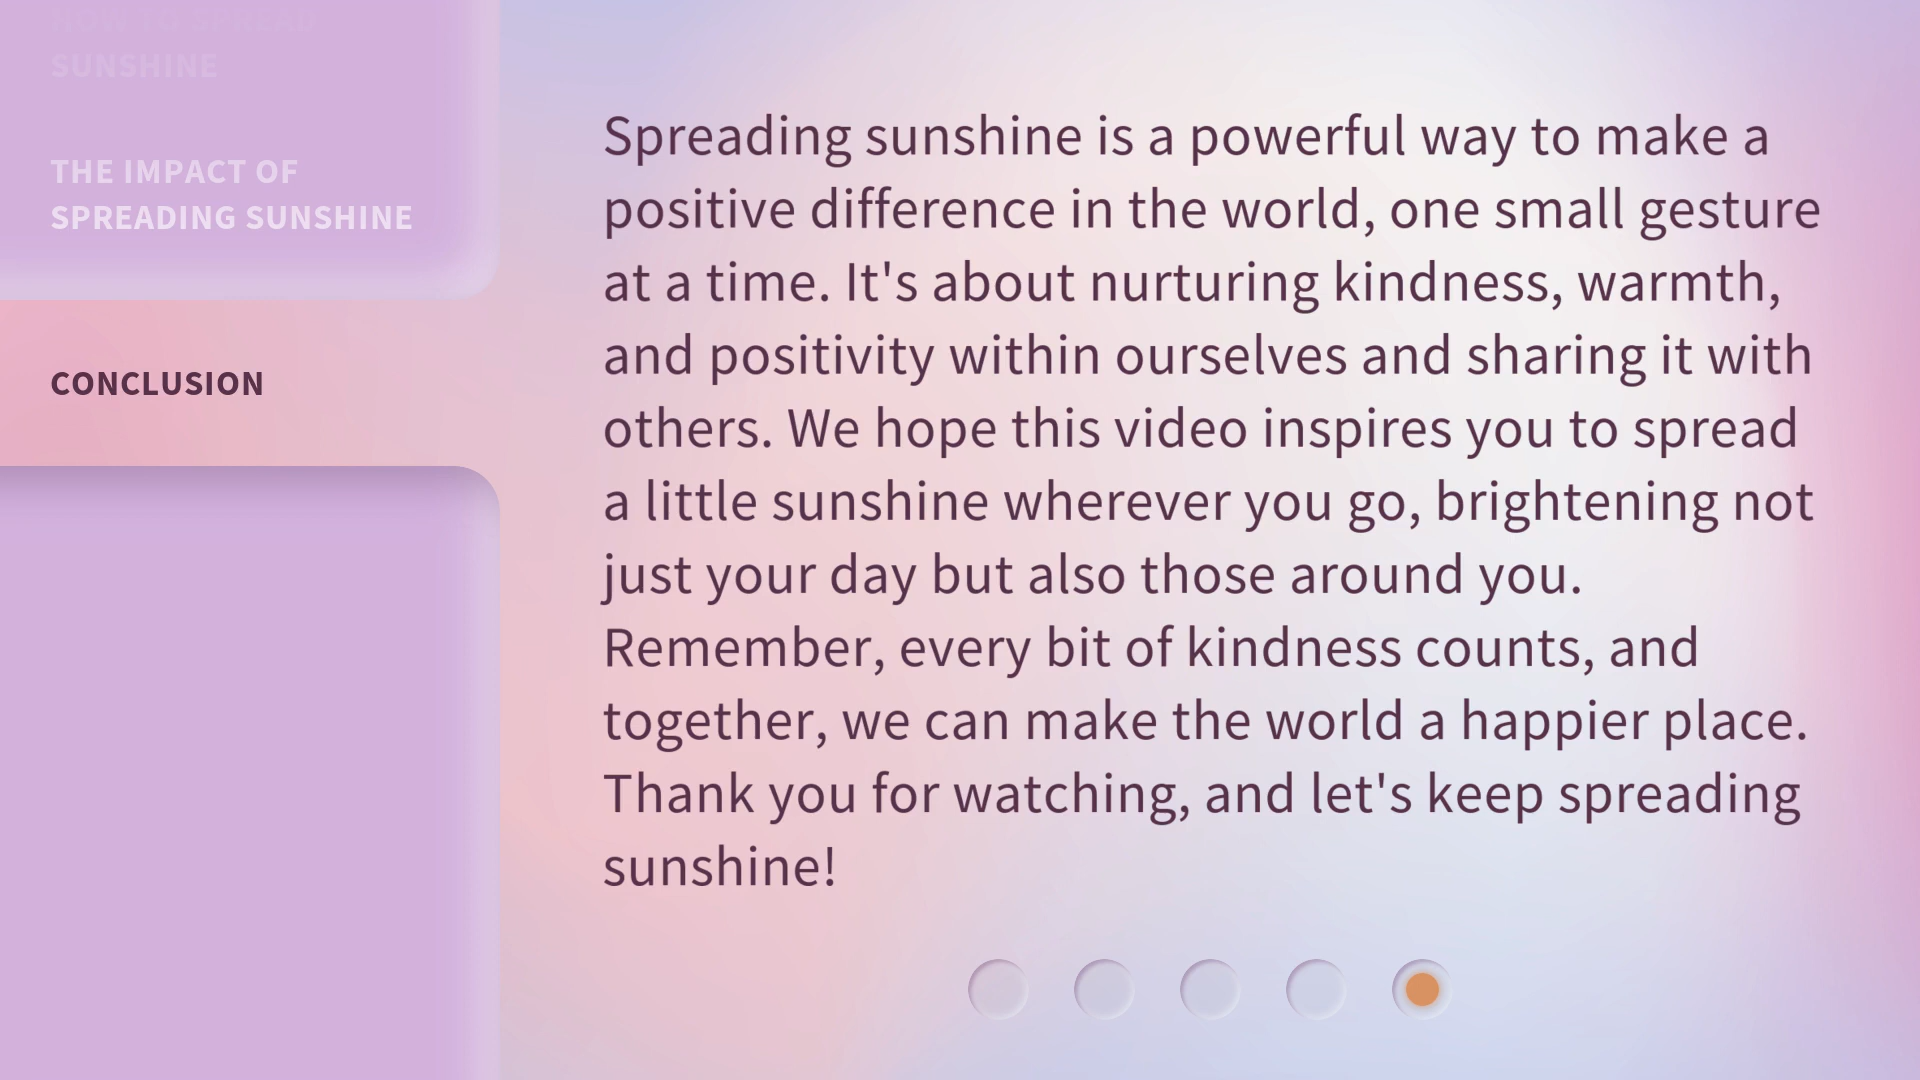 HOW TO SPREAD
SUNSHINE
THE IMPACT OF
SPREADING SUNSHINE
CONCLUSION
Spreading sunshine is a powerful way to make a
positive difference in the world, one small gesture
at a time. It's about nurturing kindness, warmth,
and positivity within ourselves and sharing it with
others. We hope this video inspires you to spread
a little sunshine wherever you go, brightening not
just your day but also those around you.
Remember, every bit of kindness counts, and
together, we can make the world a happier place.
Thank you for watching, and let's keep spreading
sunshine!